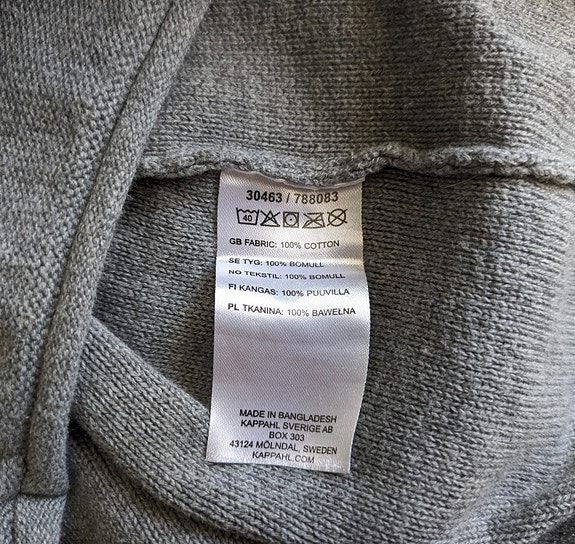 30463 / 788083
40
GB FABRIC: 100% COTTON
SE TYG: 100% BOMULL
NO TEKSTIL: 100% BOMULL
FI KANGAS: 100% PUUVILLA
PL TKANINA: 100% BAWEŁNA
MADE IN BANGLADESH
KAPPAHL SVERIGE AB
BOX 303
43124 MÖLNDAL, SWEDEN
KAPPAHL.COM